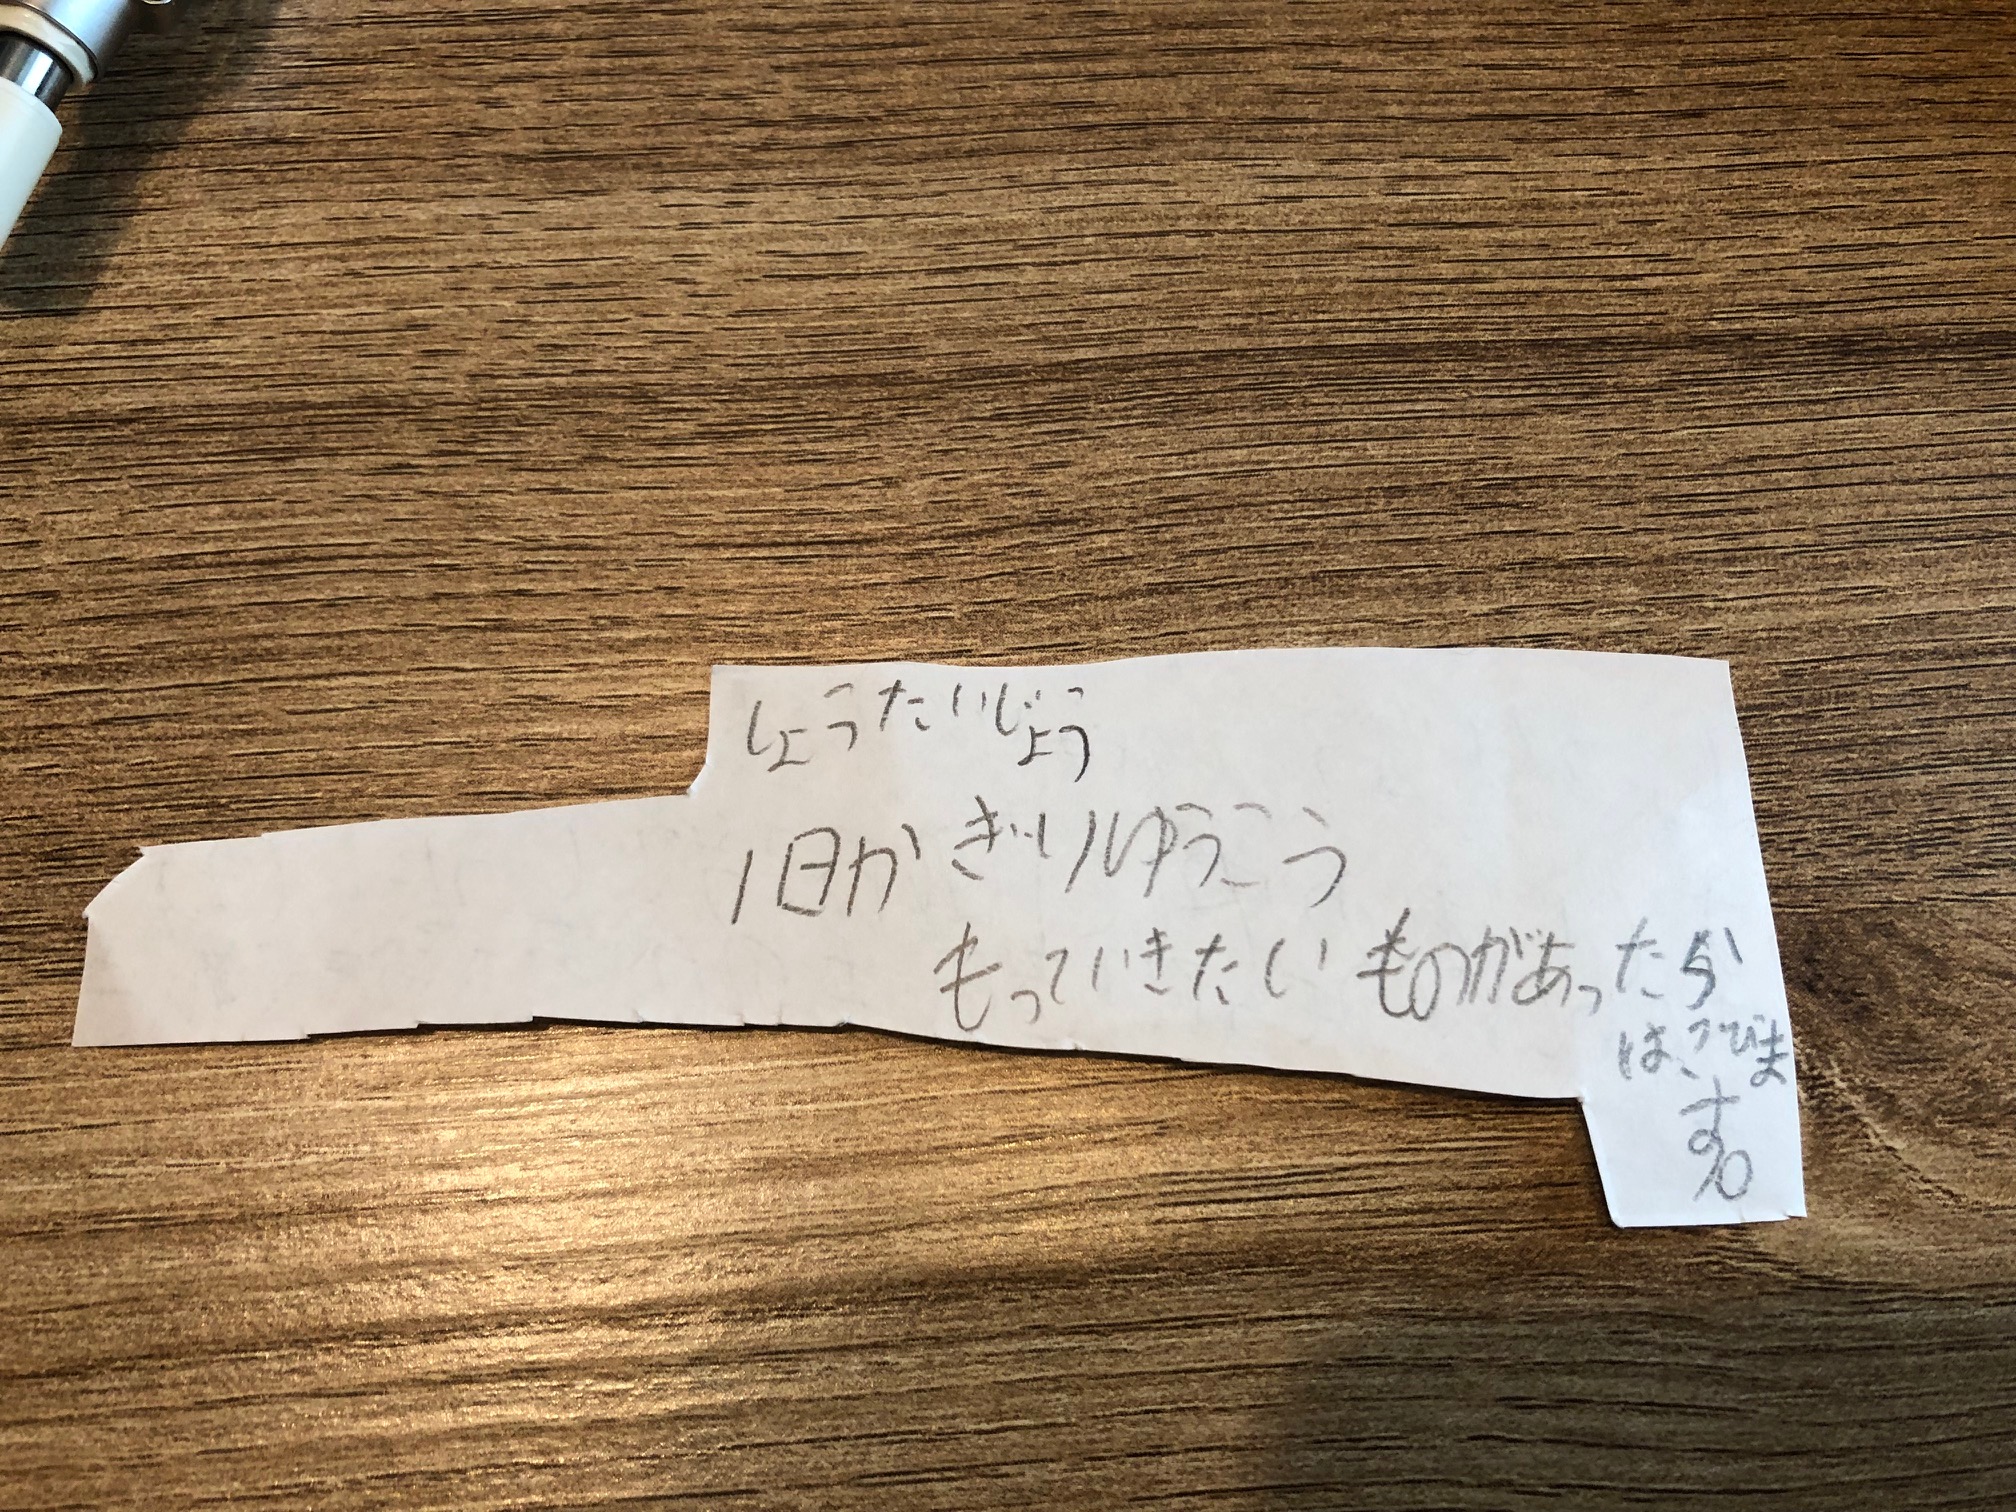 しょうたいじょう
1日かぎりゆうこう
もっていきたいものがあったら
はこびま
す。